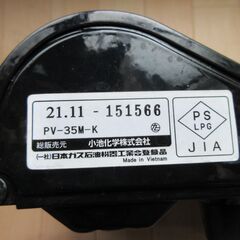 21.11 - 151566
PV-35M-K
総販売元 小池化学株式会社
(一社)日本ガス石油機器工業会登録品
Made in Vietnam
PS
LPG
JIA